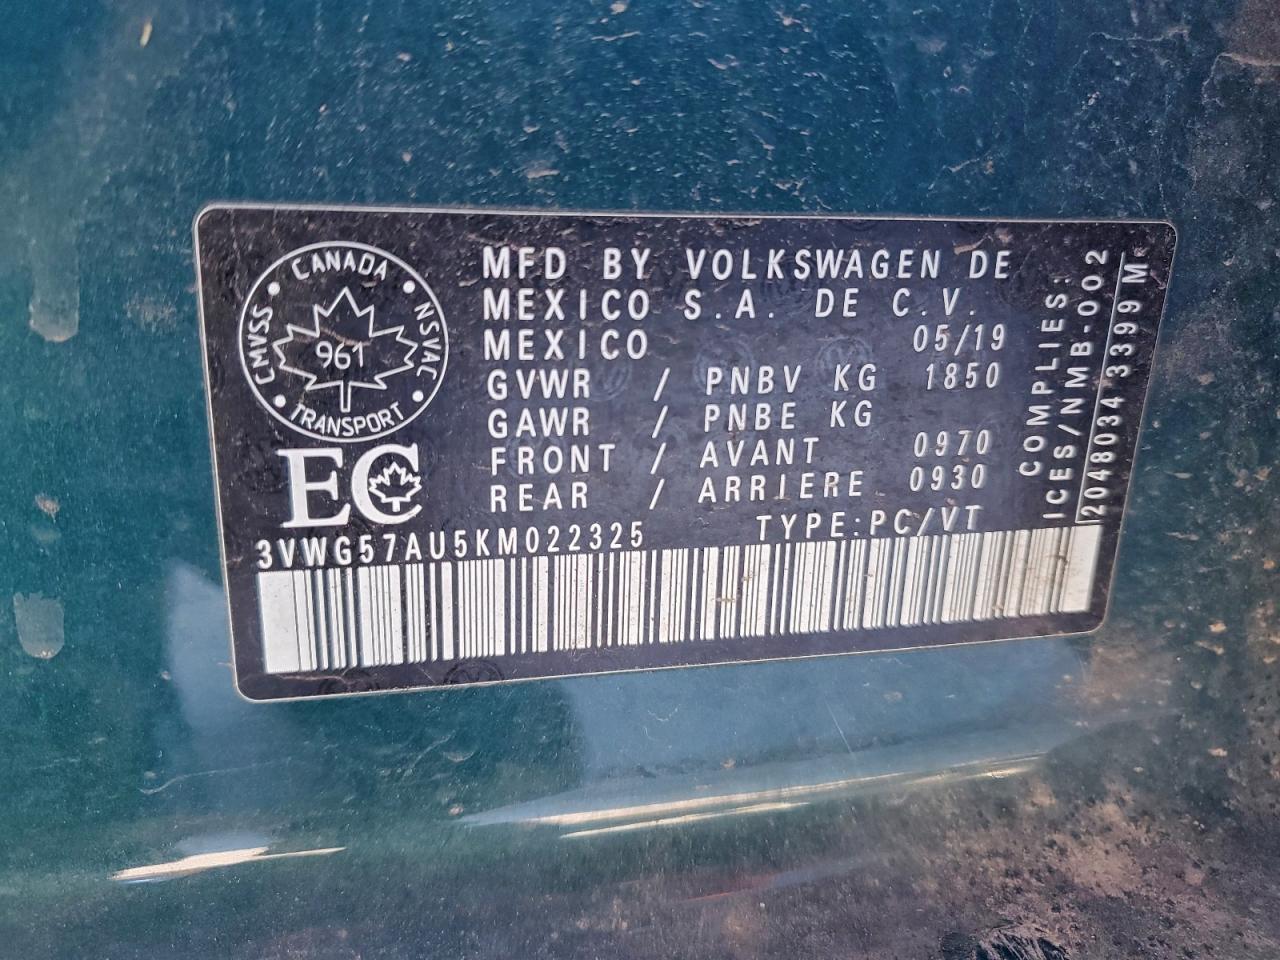 CANADA
CMVSS
NSVAC
961
TRANSPORT
EC
MFD BY VOLKSWAGEN DE
MEXICO S.A. DE C.V.
MEXICO 05/19
GVWR / PNBV KG 1850
GAWR / PNBE KG
FRONT / AVANT 0970
REAR / ARRIERE 0930
3VWG57AU5KM022325 TYPE:PC/VT
COMPLIES:
ICES/NMB-002
2048034 3399 M